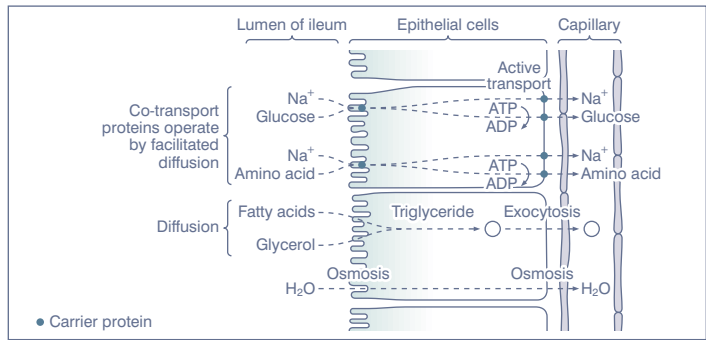 Lumen of ileum
Epithelial cells
Capillary
Active
transport
Co-transport
proteins operate
by facilitated
diffusion
Na⁺
Glucose
ATP
ADP
Na⁺
Glucose
Na⁺
Amino acid
ATP
ADP
Na⁺
Amino acid
Diffusion
Fatty acids
Glycerol
Triglyceride
Exocytosis
Osmosis
Osmosis
H₂O
H₂O
Carrier protein